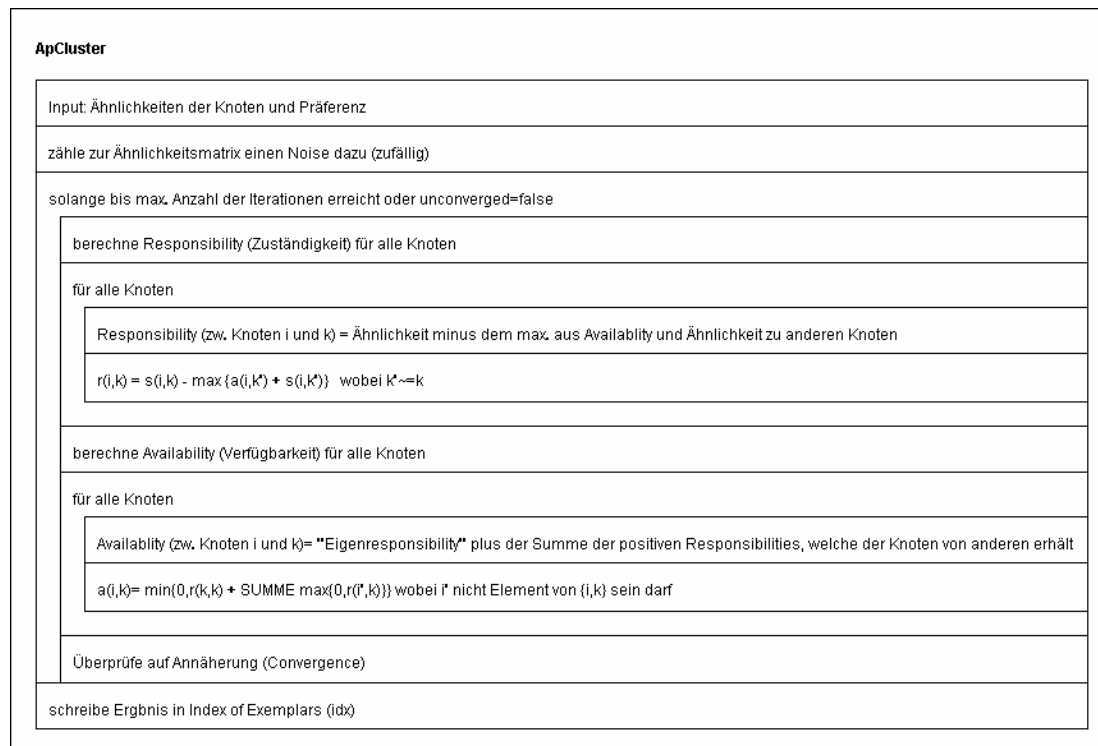 ApCluster
Input: Ähnlichkeiten der Knoten und Präferenz
zähle zur Ähnlichkeitsmatrix einen Noise dazu (zufällig)
solange bis max. Anzahl der Iterationen erreicht oder unconverged=false
berechne Responsibility (Zuständigkeit) für alle Knoten
für alle Knoten
Responsibility (zw. Knoten i und k) = Ähnlichkeit minus dem max. aus Availablity und Ähnlichkeit zu anderen Knoten
r(i,k) = s(i,k) - max {a(i,k') + s(i,k')} wobei k'~=k
berechne Availability (Verfügbarkeit) für alle Knoten
für alle Knoten
Availablity (zw. Knoten i und k)= "Eigenresponsibility" plus der Summe der positiven Responsibilities, welche der Knoten von anderen erhält
a(i,k)= min{0,r(k,k) + SUMME max{0,r(i',k)}} wobei i' nicht Element von {i,k} sein darf
Überprüfe auf Annäherung (Convergence)
schreibe Ergbnis in Index of Exemplars (idx)